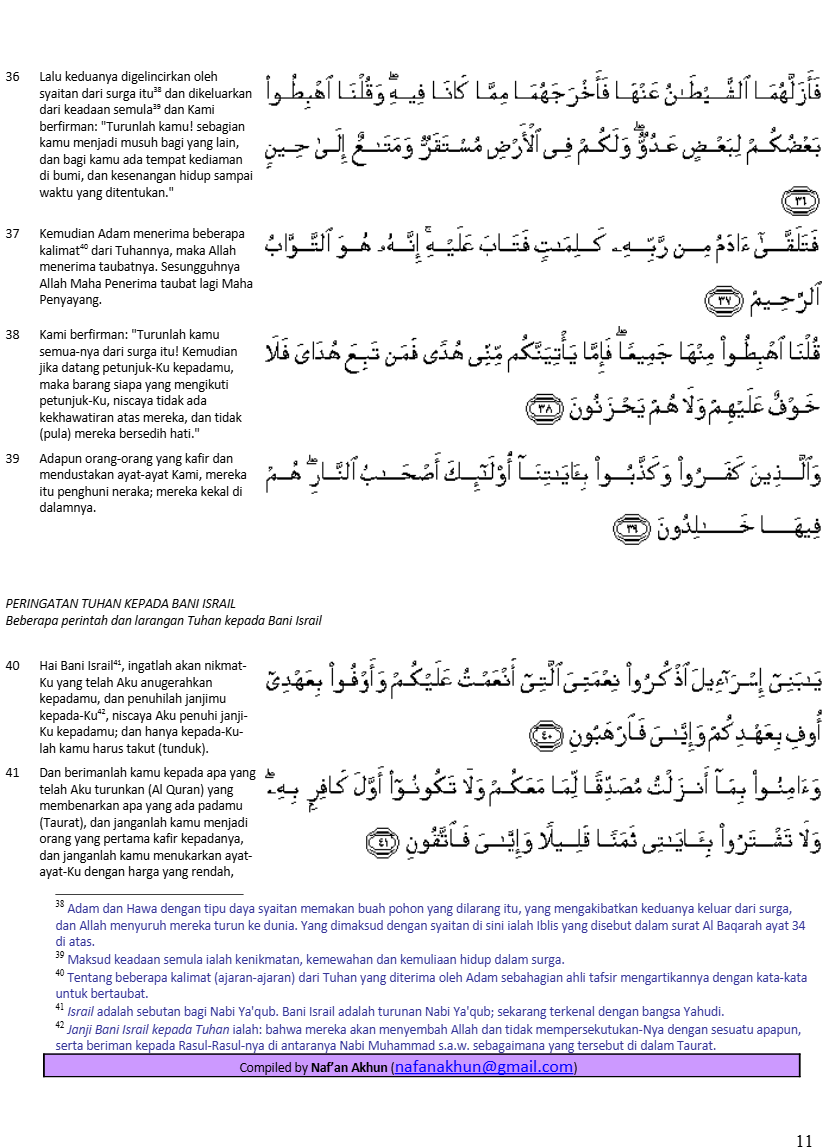 36 Lalu keduanya digelincirkan oleh
syaitan dari surga itu38 dan dikeluarkan
dari keadaan semula39 dan Kami
berfirman: "Turunlah kamu! sebagian
kamu menjadi musuh bagi yang lain,
dan bagi kamu ada tempat kediaman
di bumi, dan kesenangan hidup sampai
waktu yang ditentukan."
فَأَزَلَّهُمَا ٱلشَّيْطَـٰنُ عَنْهَا فَأَخْرَجَهُمَا مِمَّا كَانَا فِيهِ ۖ وَقُلْنَا ٱهْبِطُوا۟
بَعْضُكُمْ لِبَعْضٍ عَدُوٌّ ۖ وَلَكُمْ فِى ٱلْأَرْضِ مُسْتَقَرٌّ وَمَتَـٰعٌ إِلَىٰ حِينٍ
٣٦
37 Kemudian Adam menerima beberapa
kalimat40 dari Tuhannya, maka Allah
menerima taubatnya. Sesungguhnya
Allah Maha Penerima taubat lagi Maha
Penyayang.
فَتَلَقَّىٰٓ ءَادَمُ مِن رَّبِّهِۦ كَلِمَـٰتٍ فَتَابَ عَلَيْهِ ۚ إِنَّهُۥ هُوَ ٱلتَّوَّابُ
ٱلرَّحِيمُ ٣٧
38 Kami berfirman: "Turunlah kamu
semua-nya dari surga itu! Kemudian
jika datang petunjuk-Ku kepadamu,
maka barang siapa yang mengikuti
petunjuk-Ku, niscaya tidak ada
kekhawatiran atas mereka, dan tidak
(pula) mereka bersedih hati."
قُلْنَا ٱهْبِطُوا۟ مِنْهَا جَمِيعًا ۖ فَإِمَّا يَأْتِيَنَّكُم مِّنِّى هُدًى فَمَن تَبِعَ هُدَاىَ فَلَا
خَوْفٌ عَلَيْهِمْ وَلَا هُمْ يَحْزَنُونَ ٣٨
39 Adapun orang-orang yang kafir dan
mendustakan ayat-ayat Kami, mereka
itu penghuni neraka; mereka kekal di
dalamnya.
وَٱلَّذِينَ كَفَرُوا۟ وَكَذَّبُوا۟ بِـَٔايَـٰتِنَآ أُو۟لَـٰٓئِكَ أَصْحَـٰبُ ٱلنَّارِ ۖ هُمْ
فِيهَا خَـٰلِدُونَ ٣٩
PERINGATAN TUHAN KEPADA BANI ISRAIL
Beberapa perintah dan larangan Tuhan kepada Bani Israil
40 Hai Bani Israil41, ingatlah akan nikmat-
Ku yang telah Aku anugerahkan
kepadamu, dan penuhilah janjimu
kepada-Ku42, niscaya Aku penuhi janji-
Ku kepadamu; dan hanya kepada-Ku-
lah kamu harus takut (tunduk).
يَـٰبَنِىٓ إِسْرَٰٓءِيلَ ٱذْكُرُوا۟ نِعْمَتِىَ ٱلَّتِىٓ أَنْعَمْتُ عَلَيْكُمْ وَأَوْفُوا۟ بِعَهْدِىٓ
أُوفِ بِعَهْدِكُمْ وَإِيَّـٰىَ فَٱرْهَبُونِ ٤٠
41 Dan berimanlah kamu kepada apa yang
telah Aku turunkan (Al Quran) yang
membenarkan apa yang ada padamu
(Taurat), dan janganlah kamu menjadi
orang yang pertama kafir kepadanya,
dan janganlah kamu menukarkan ayat-
ayat-Ku dengan harga yang rendah,
وَءَامِنُوا۟ بِمَآ أَنزَلْتُ مُصَدِّقًا لِّمَا مَعَكُمْ وَلَا تَكُونُوٓا۟ أَوَّلَ كَافِرٍۭ بِهِۦ ۖ
وَلَا تَشْتَرُوا۟ بِـَٔايَـٰتِى ثَمَنًا قَلِيلًا وَإِيَّـٰىَ فَٱتَّقُونِ ٤١
38 Adam dan Hawa dengan tipu daya syaitan memakan buah pohon yang dilarang itu, yang mengakibatkan keduanya keluar dari surga,
dan Allah menyuruh mereka turun ke dunia. Yang dimaksud dengan syaitan di sini ialah Iblis yang disebut dalam surat Al Baqarah ayat 34
di atas.
39 Maksud keadaan semula ialah kenikmatan, kemewahan dan kemuliaan hidup dalam surga.
40 Tentang beberapa kalimat (ajaran-ajaran) dari Tuhan yang diterima oleh Adam sebahagian ahli tafsir mengartikannya dengan kata-kata
untuk bertaubat.
41 Israil adalah sebutan bagi Nabi Ya'qub. Bani Israil adalah turunan Nabi Ya'qub; sekarang terkenal dengan bangsa Yahudi.
42 Janji Bani Israil kepada Tuhan ialah: bahwa mereka akan menyembah Allah dan tidak mempersekutukan-Nya dengan sesuatu apapun,
serta beriman kepada Rasul-Rasul-nya di antaranya Nabi Muhammad s.a.w. sebagaimana yang tersebut di dalam Taurat.
Compiled by Naf'an Akhun (nafanakhun@gmail.com)
11